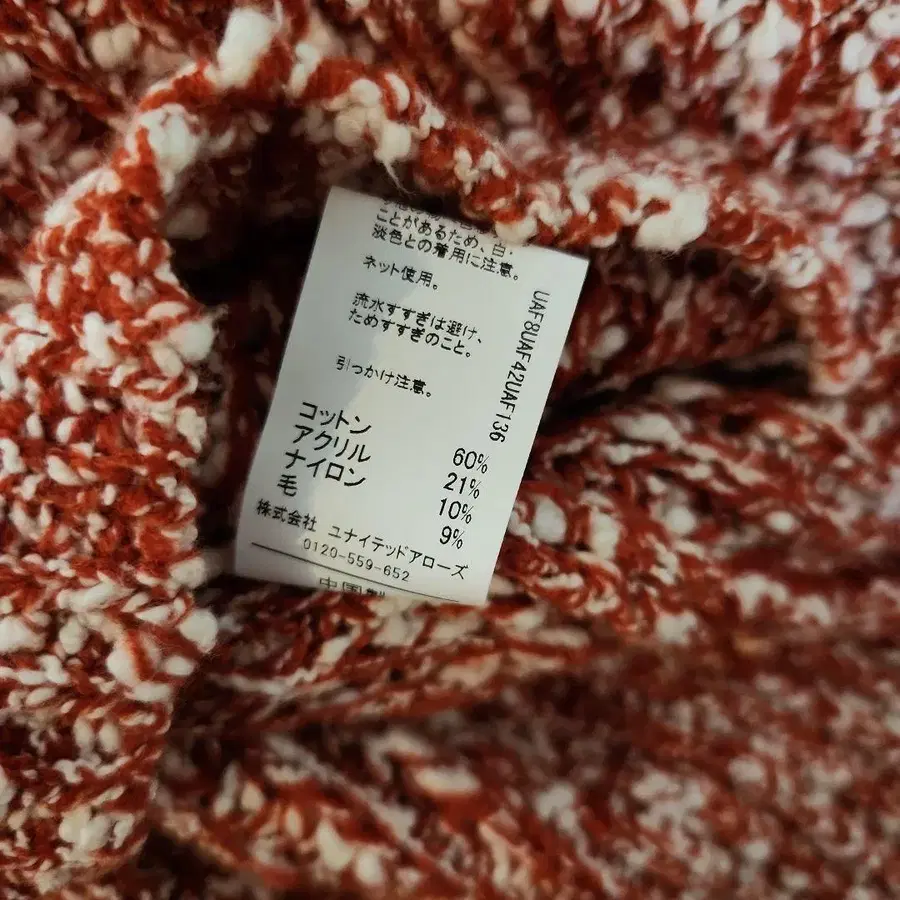 ことがあるため、白・
淡色との着用に注意。
ネット使用。
流水すすぎは避け、
ためすすぎのこと。
引っかけ注意。
UAF8UAF42UAF136
コットン 60%
アクリル 21%
ナイロン 10%
毛 9%
株式会社 ユナイテッドアローズ
0120-559-652
中国製